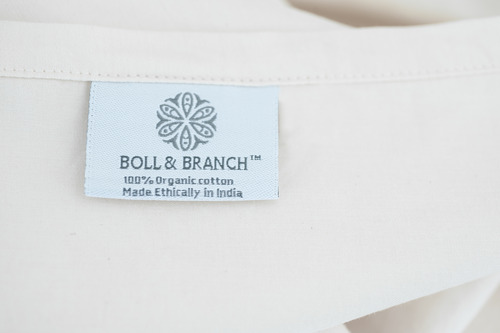 BOLL & BRANCH™
100% Organic cotton
Made Ethically in India